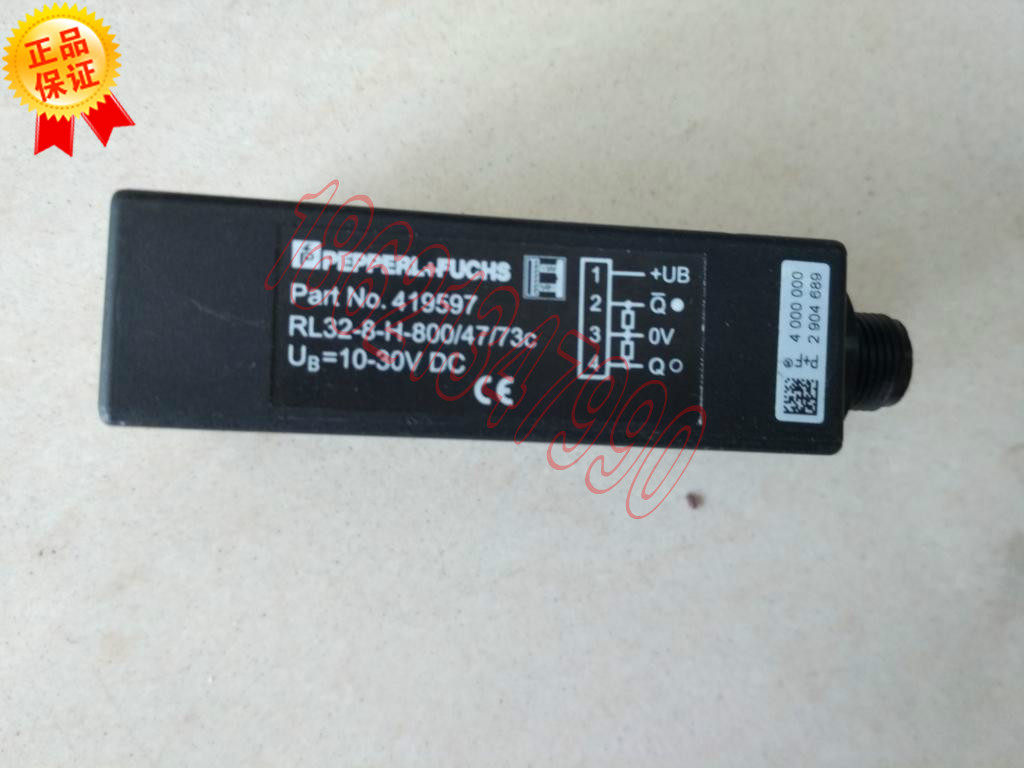 正品
保证
PEPPERL+FUCHS
Part No. 419597
RL32-8-H-800/47/73c
UB=10-30V DC
CE
1 +UB
2 Q̅
3 0V
4 Q
4 000 000
2 904 689